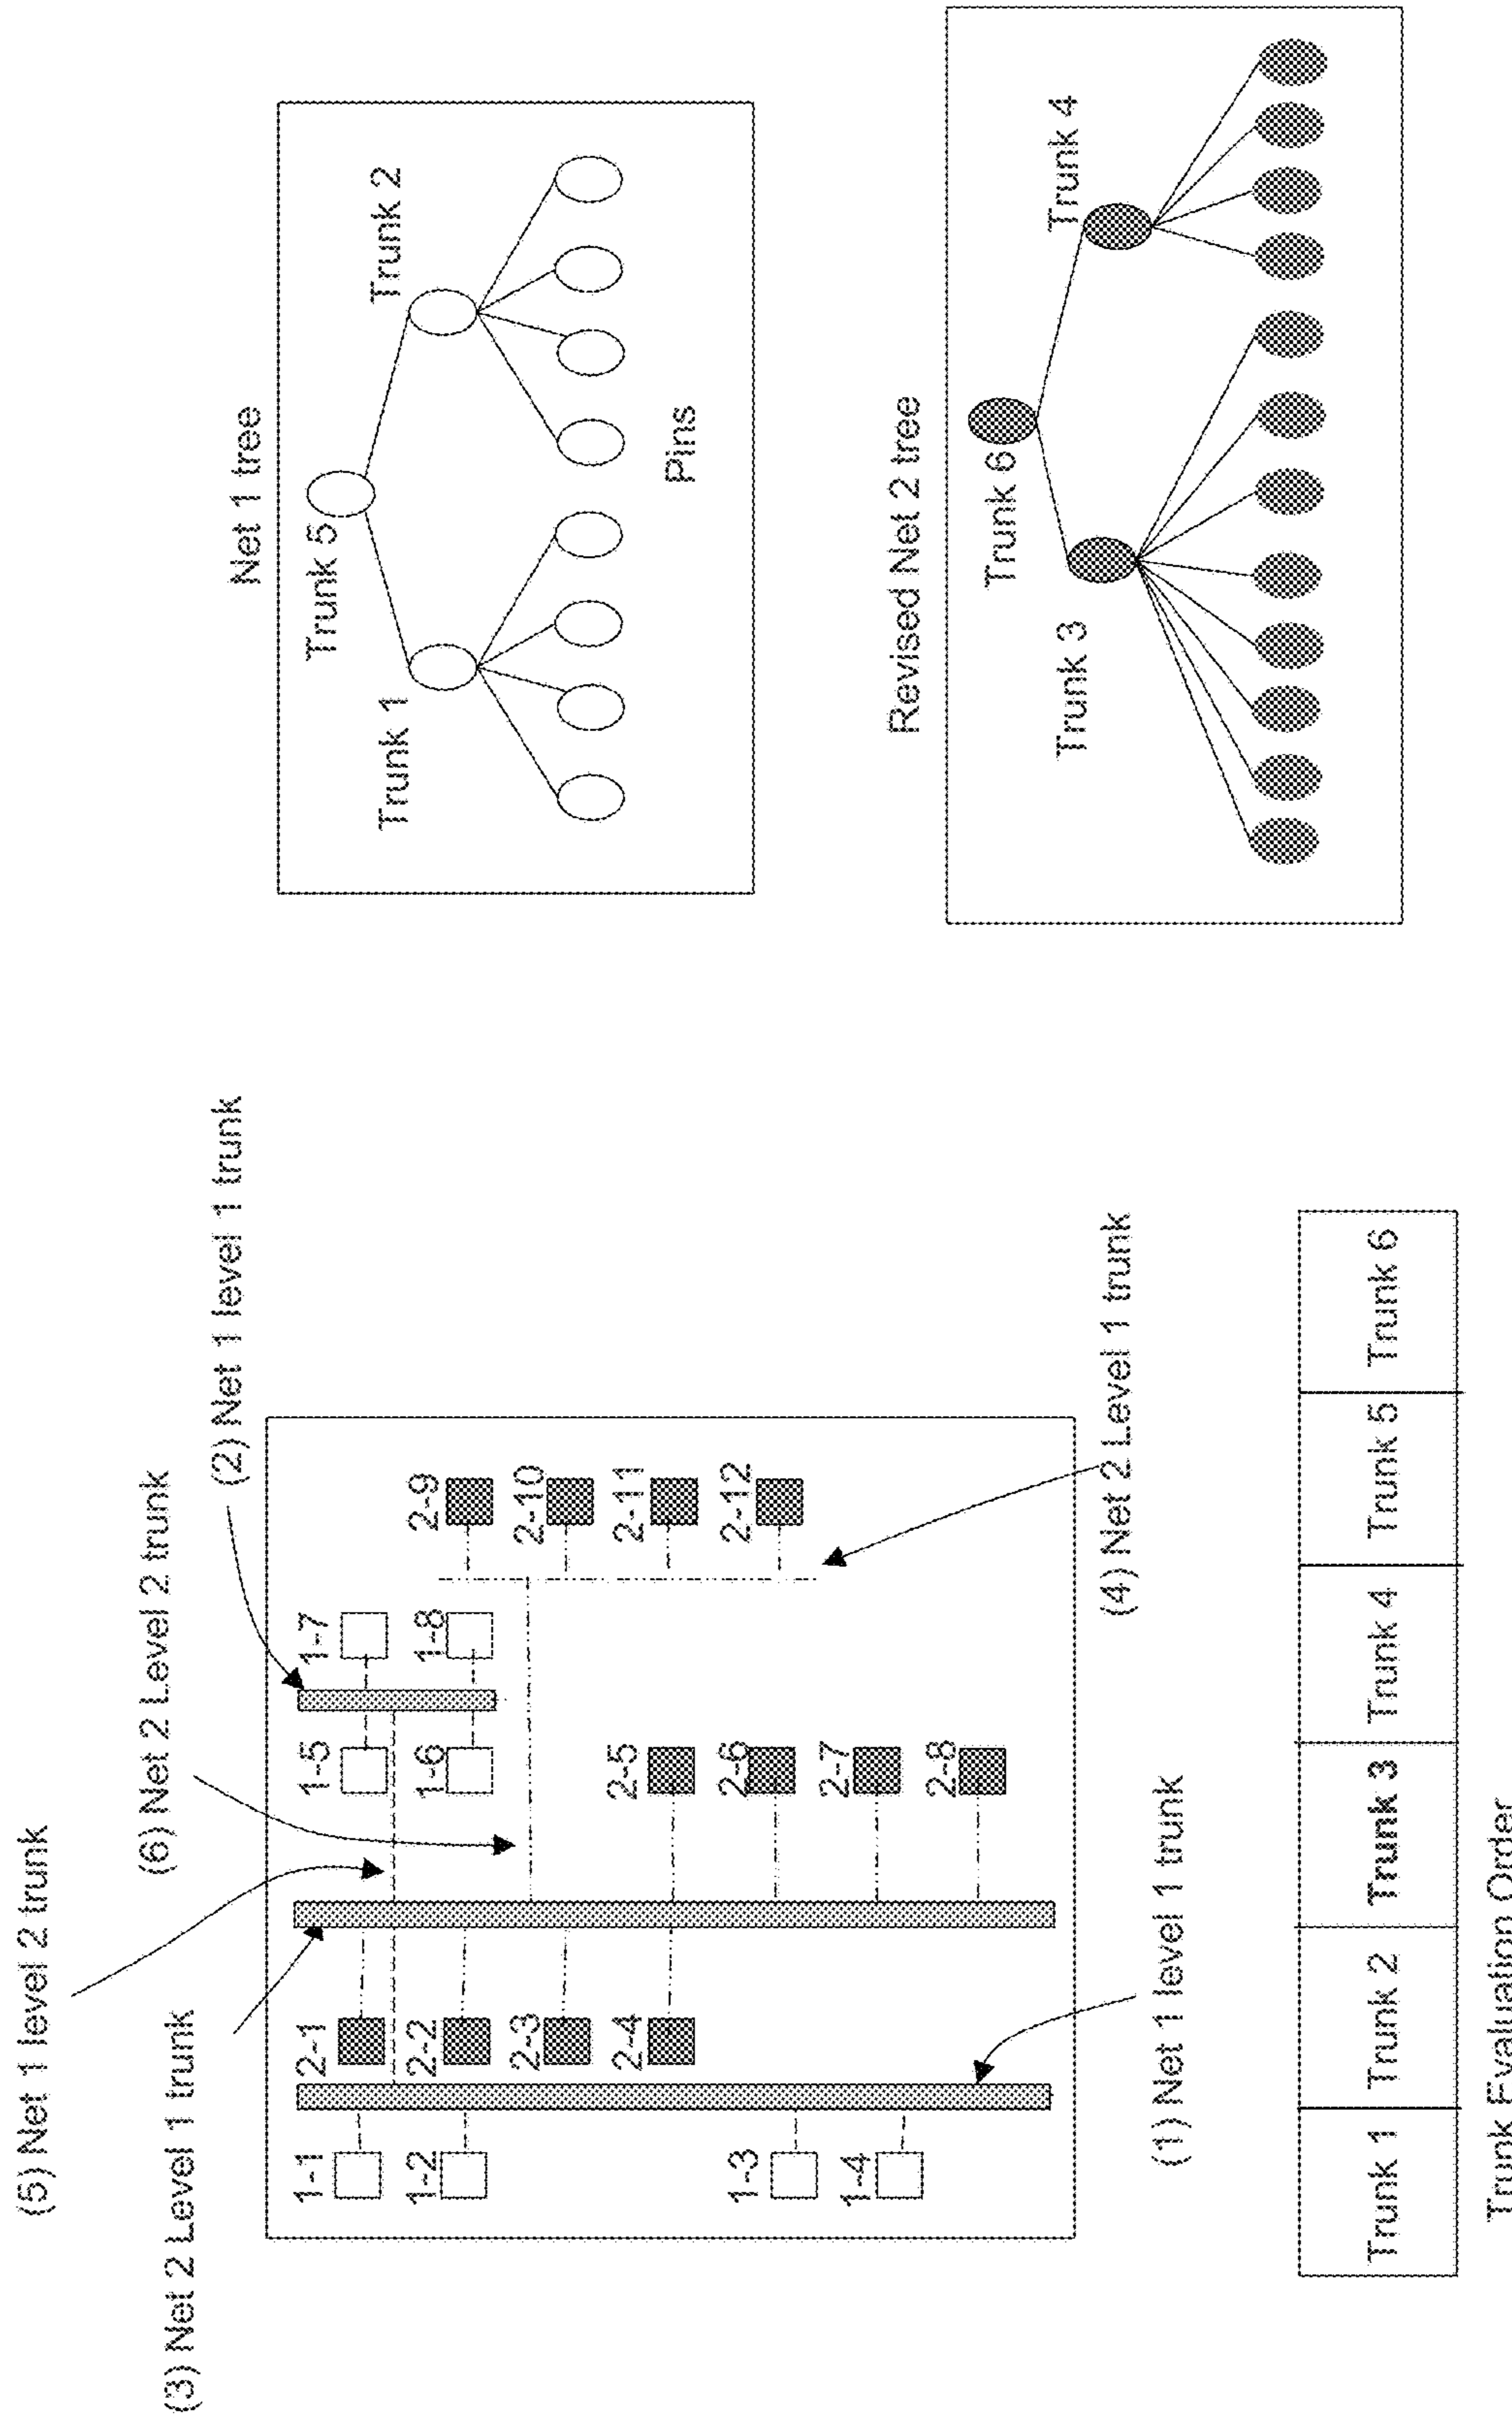 (5) Net 1 level 2 trunk
(6) Net 2 Level 2 trunk
(3) Net 2 Level 1 trunk
(2) Net 1 level 1 trunk
1-1
2-1
1-5
1-7
1-2
2-2
1-6
1-8
2-9
2-3
2-10
2-4
2-5
2-11
1-3
2-6
2-12
1-4
2-7
2-8
(1) Net 1 level 1 trunk
(4) Net 2 Level 1 trunk
Trunk 1
Trunk 2
Trunk 3
Trunk 4
Trunk 5
Trunk 6
Trunk Evaluation Order
Net 1 tree
Trunk 5
Trunk 1
Trunk 2
Pins
Revised Net 2 tree
Trunk 6
Trunk 3
Trunk 4